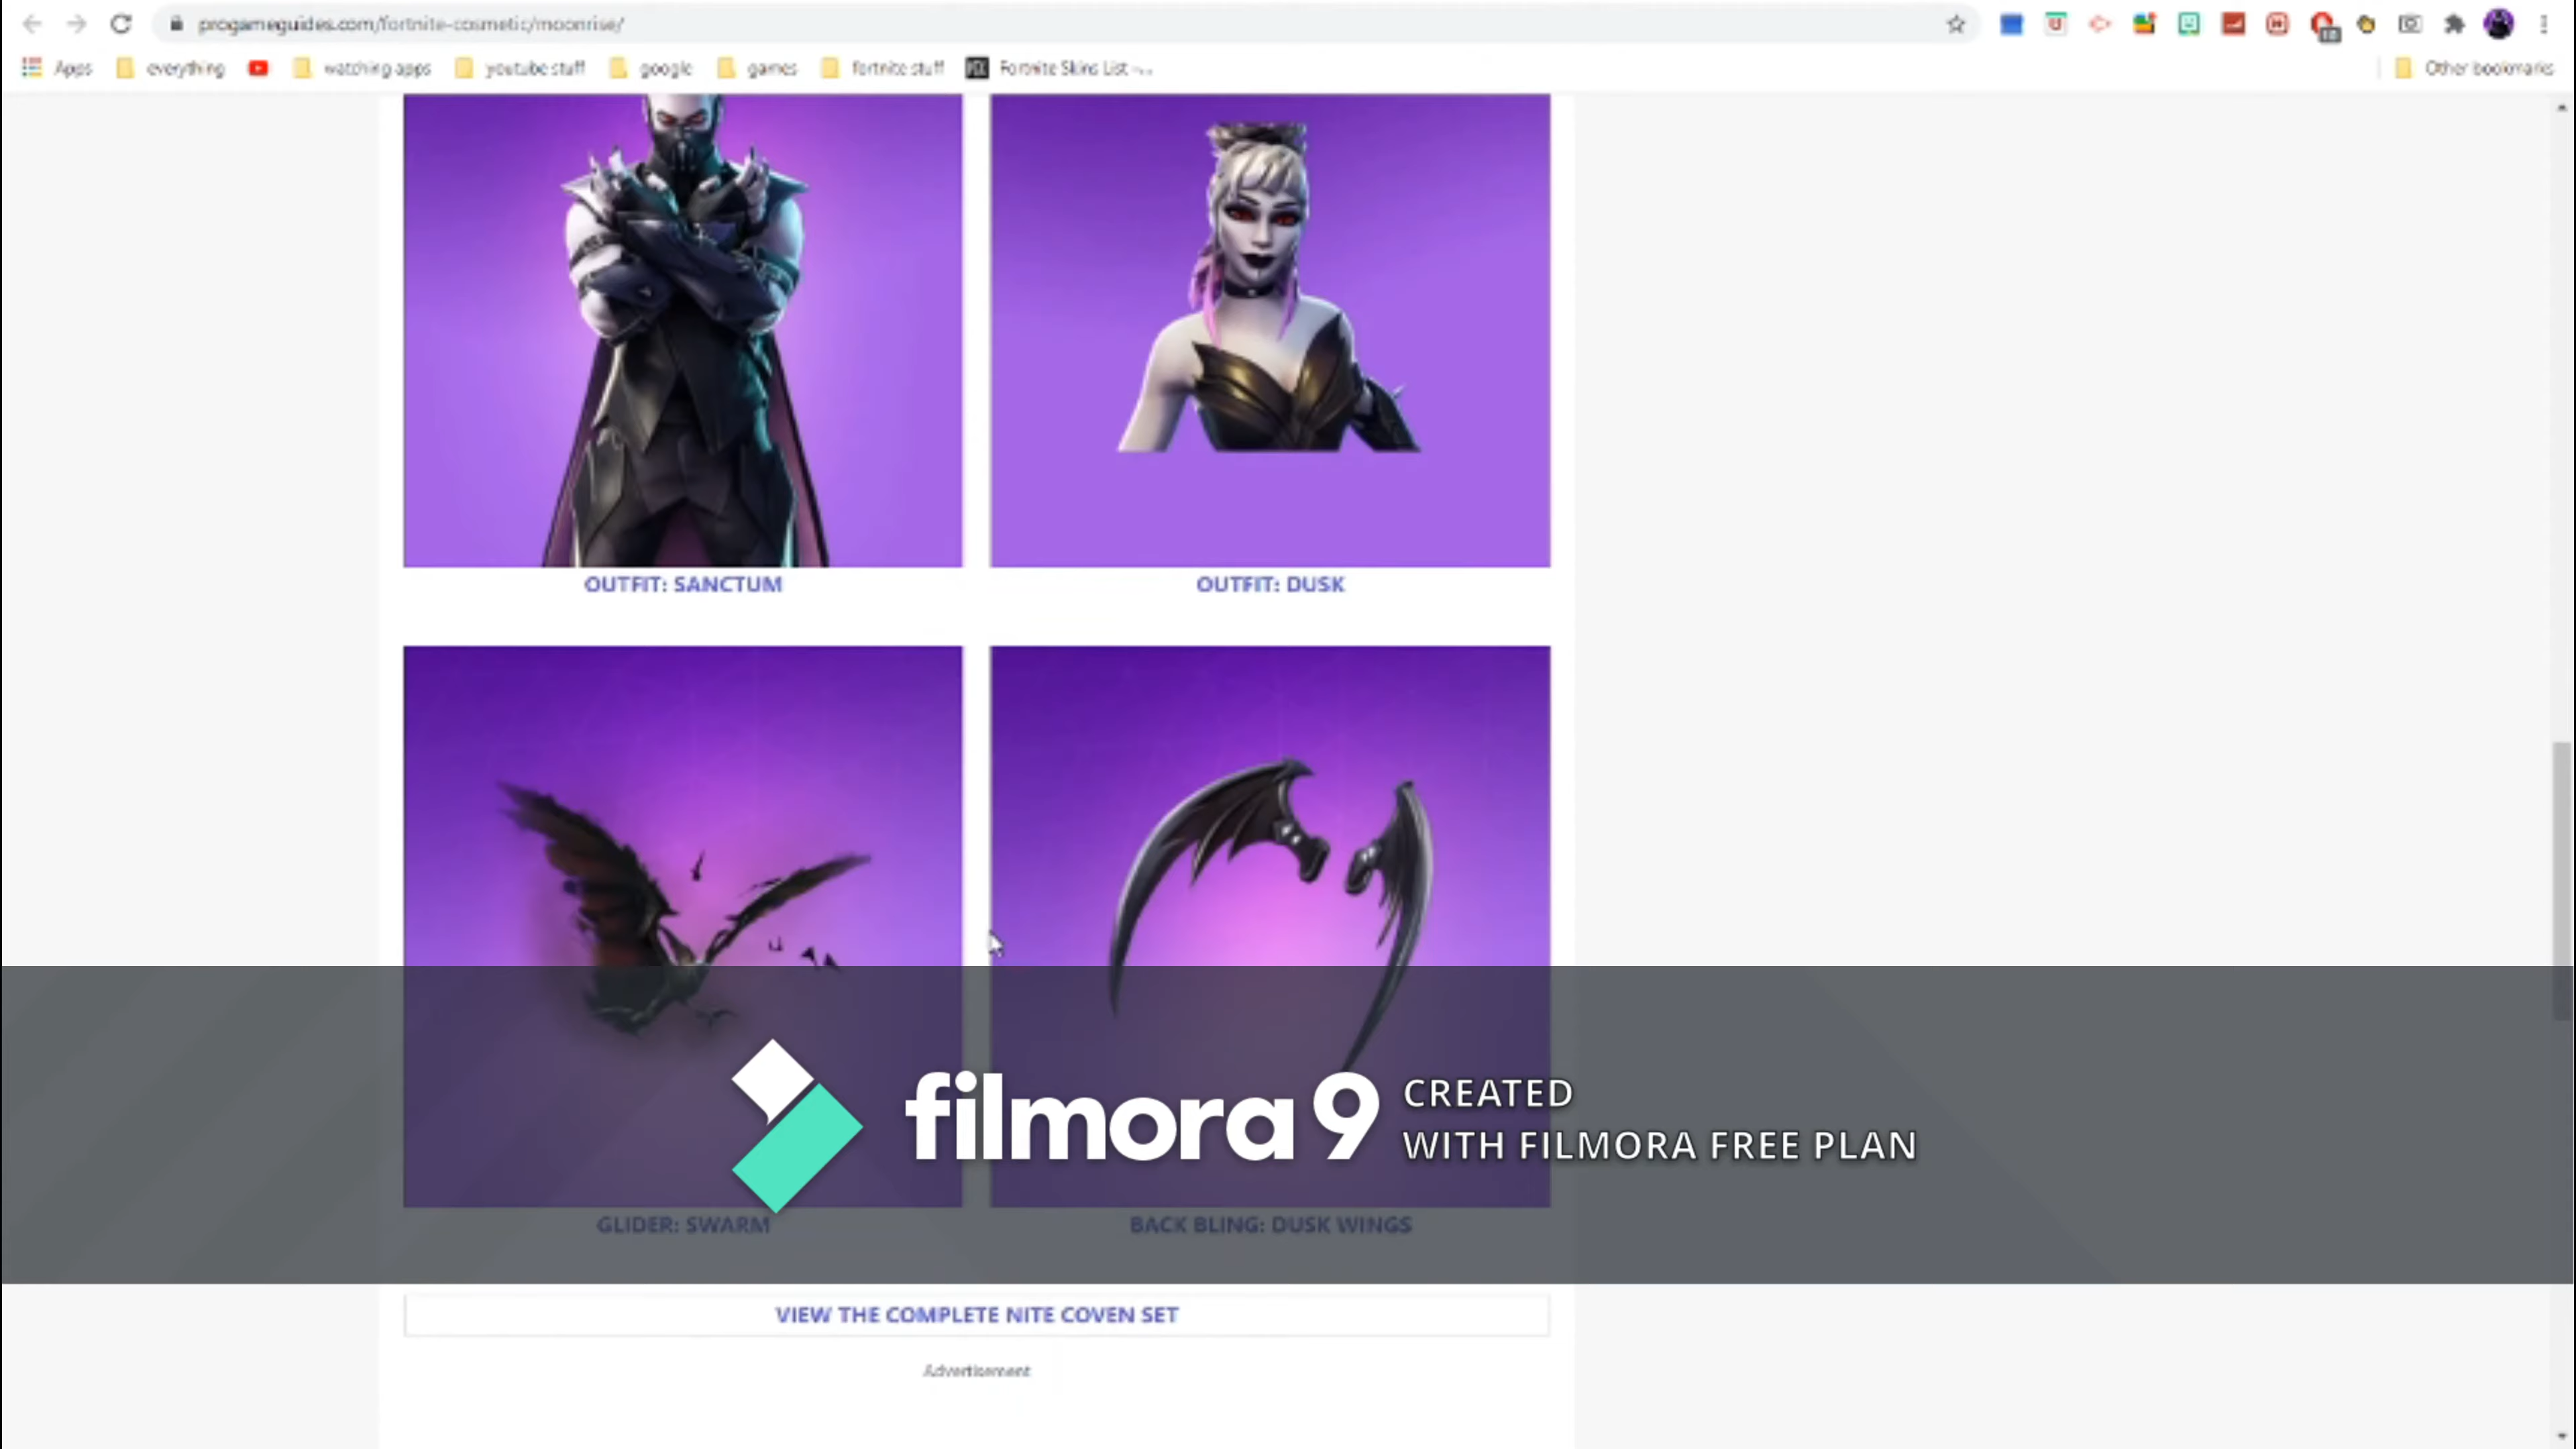 progameguides.com/fortnite-cosmetic/moonrise/
Apps everything watching apps youtube stuff google games fortnite stuff Fortnite Skins List Other bookmarks
OUTFIT: SANCTUM
OUTFIT: DUSK
filmora9 CREATED
WITH FILMORA FREE PLAN
GLIDER: SWARM
BACK BLING: DUSK WINGS
VIEW THE COMPLETE NITE COVEN SET
Advertisement